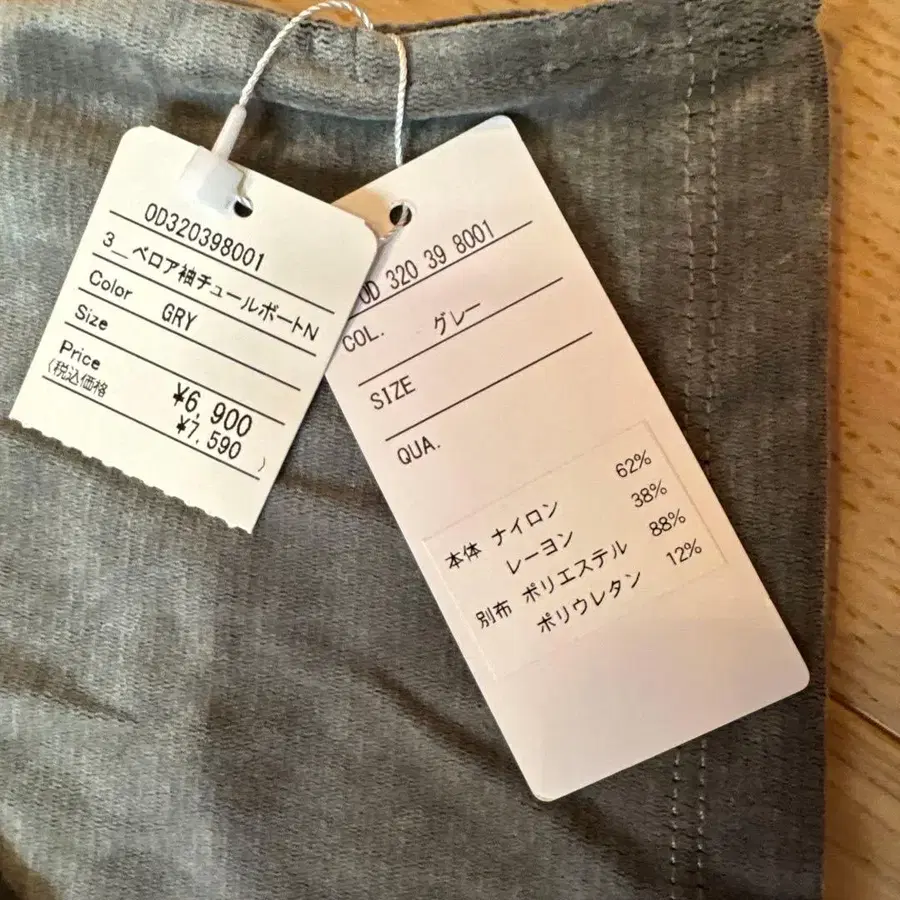 OD320398001
3_ベロア袖チュールボートN
Color GRY
Size
Price ¥6,900
(税込価格 ¥7,590 )
OD 320 39 8001
COL. グレー
SIZE
QUA.
本体 ナイロン 62%
レーヨン 38%
別布 ポリエステル 88%
ポリウレタン 12%